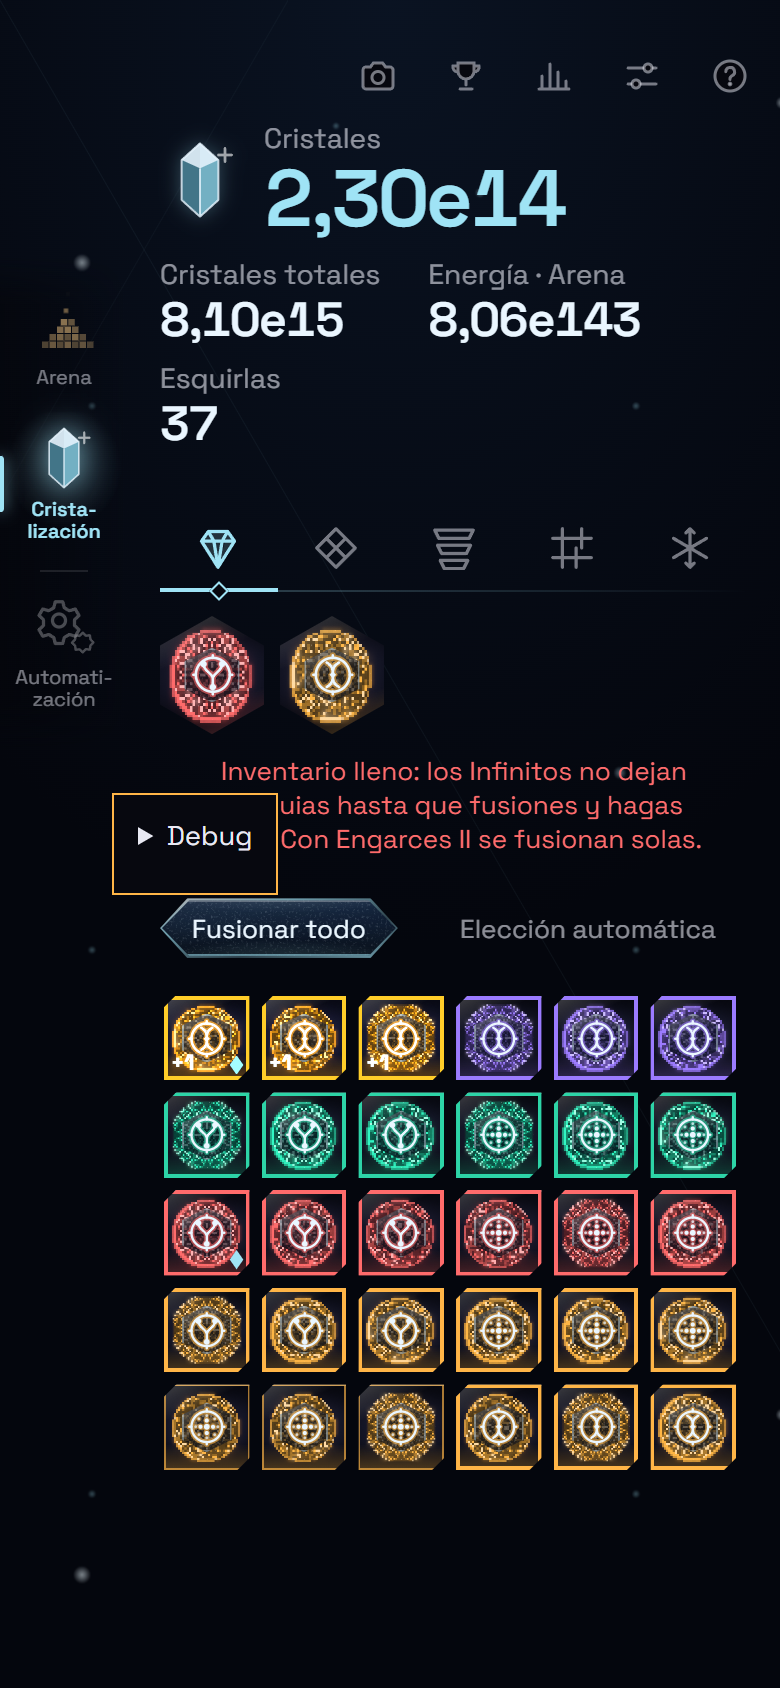 Cristales
2,30e14
Cristales totales
8,10e15
Energía · Arena
8,06e143
Esquirlas
37
Arena
Crista-
lización
Automati-
zación
Inventario lleno: los Infinitos no dejan
uias hasta que fusiones y hagas
Con Engarces II se fusionan solas.
Debug
Fusionar todo
Elección automática
+1
+1
+1